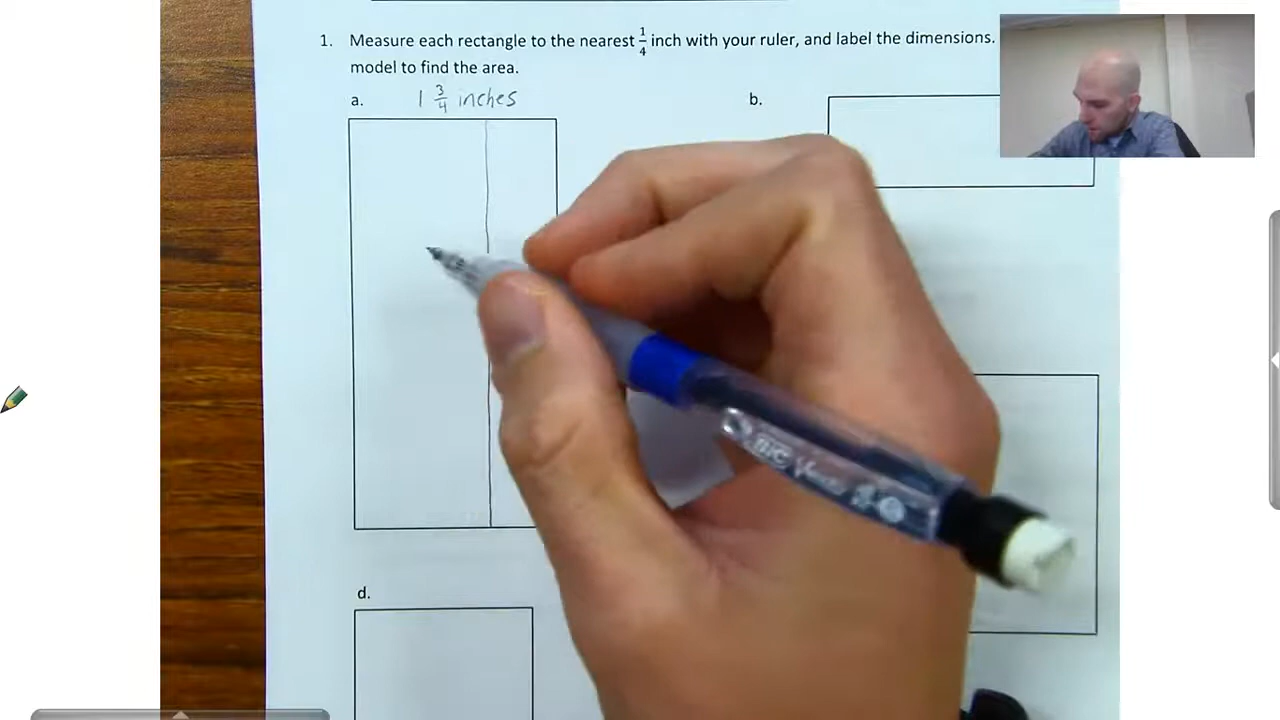 1. Measure each rectangle to the nearest 1/4 inch with your ruler, and label the dimensions.
model to find the area.
a. 1 3/4 inches
b.
d.
BIC